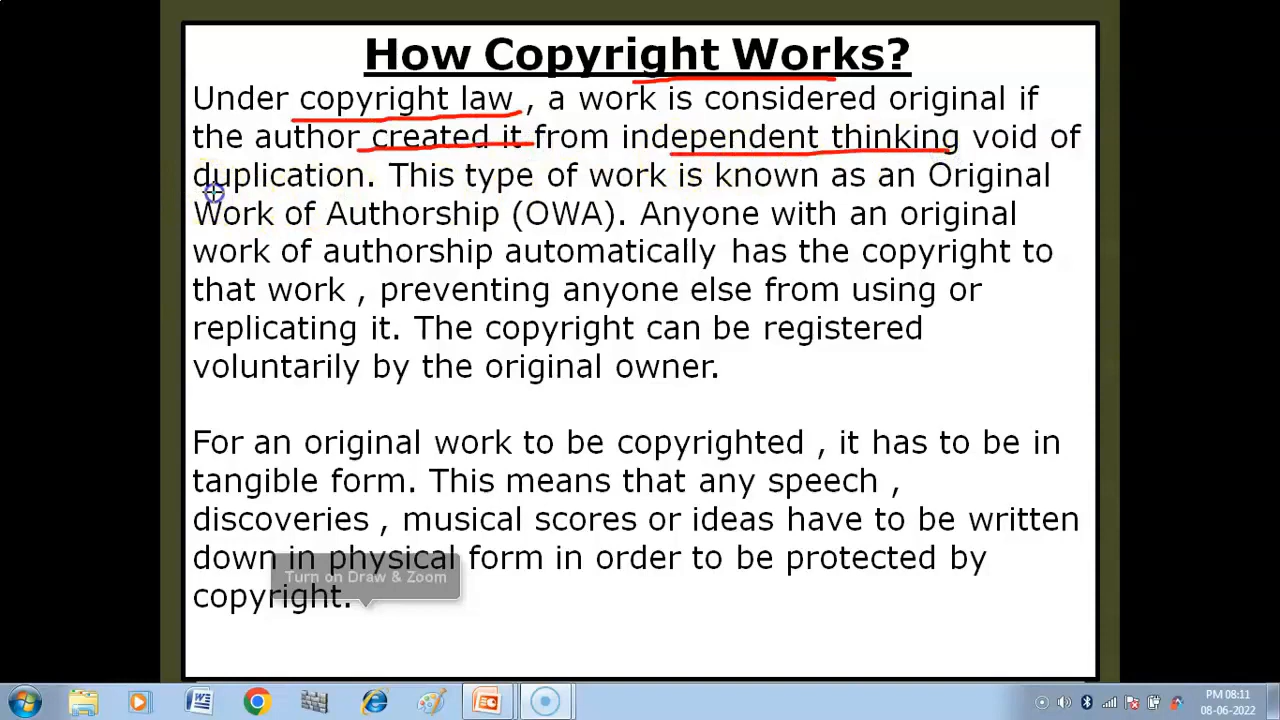 How Copyright Works?
Under copyright law , a work is considered original if
the author created it from independent thinking void of
duplication. This type of work is known as an Original
Work of Authorship (OWA). Anyone with an original
work of authorship automatically has the copyright to
that work , preventing anyone else from using or
replicating it. The copyright can be registered
voluntarily by the original owner.
For an original work to be copyrighted , it has to be in
tangible form. This means that any speech ,
discoveries , musical scores or ideas have to be written
down in physical form in order to be protected by
Turn on Draw & Zoom
copyright.
PM 08:11
08-06-2022